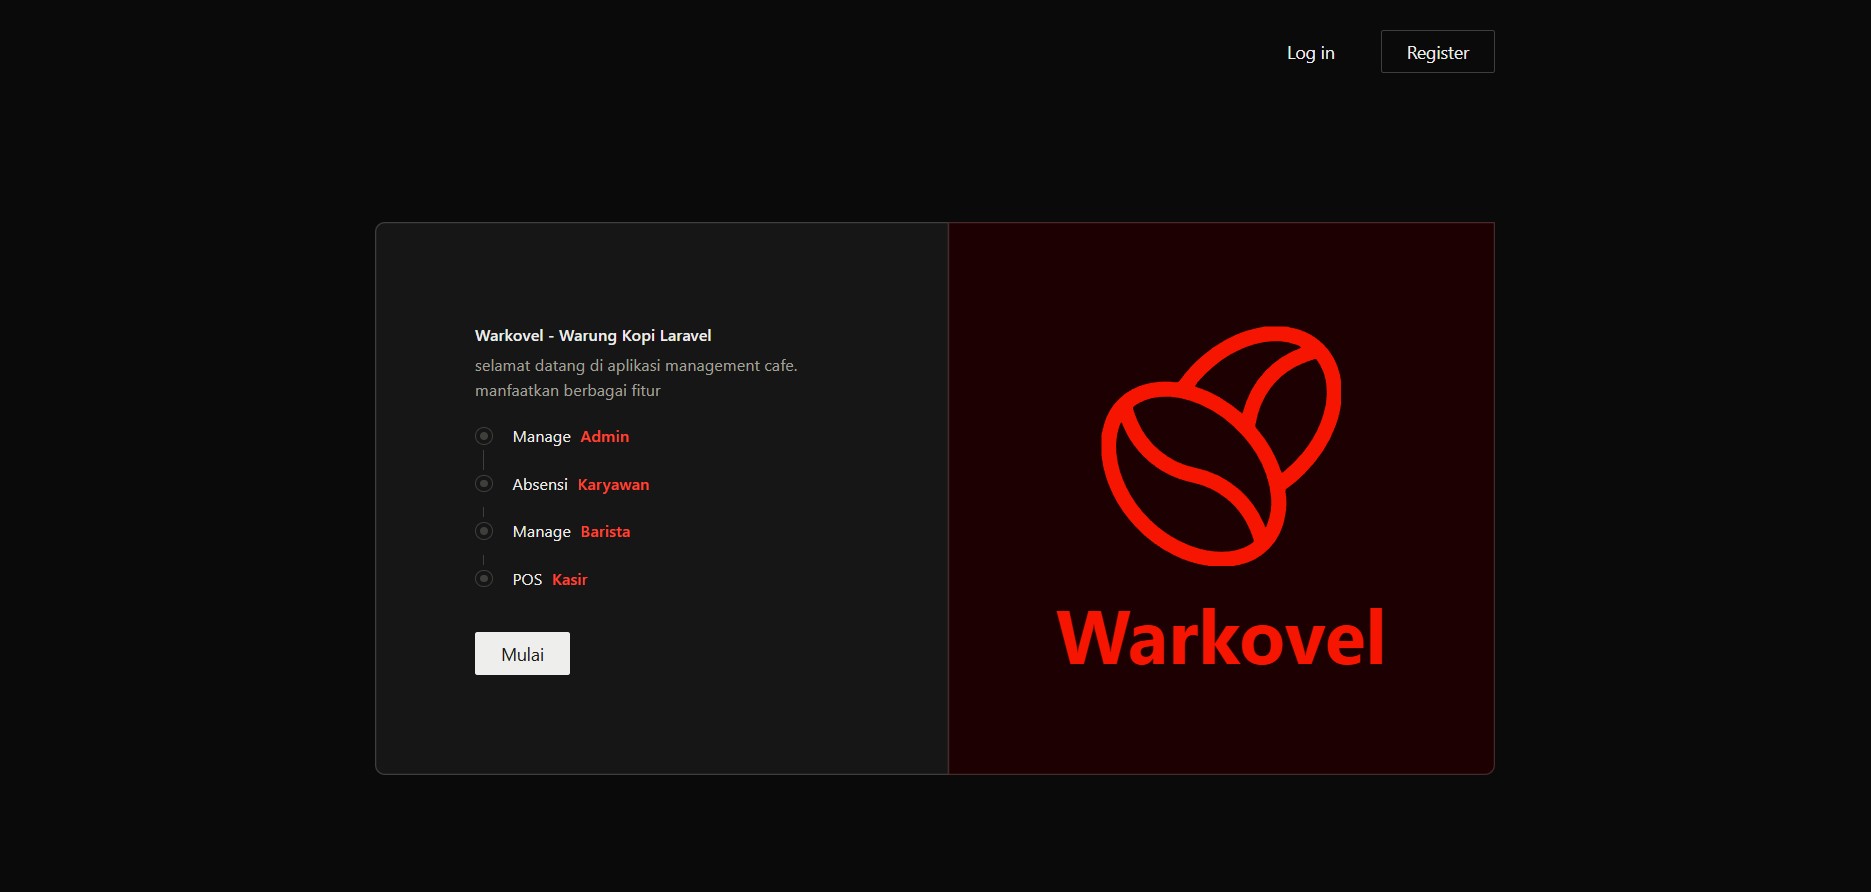 Log in
Register
Warkovel - Warung Kopi Laravel
selamat datang di aplikasi management cafe.
manfaatkan berbagai fitur
Manage Admin
Absensi Karyawan
Manage Barista
POS Kasir
Mulai
Warkovel